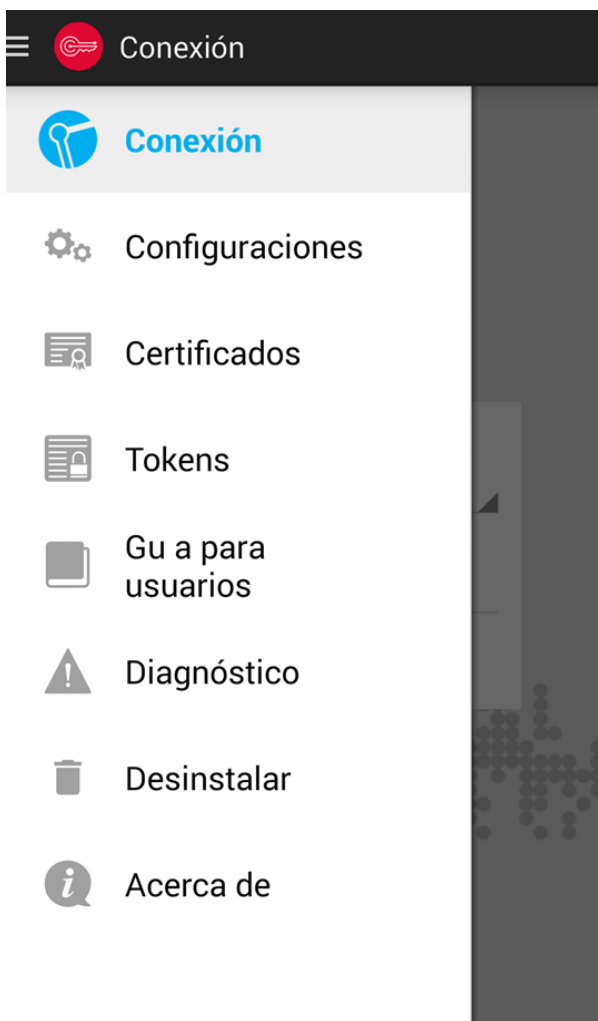 Conexión
Conexión
Configuraciones
Certificados
Tokens
Gu a para
usuarios
Diagnóstico
Desinstalar
Acerca de